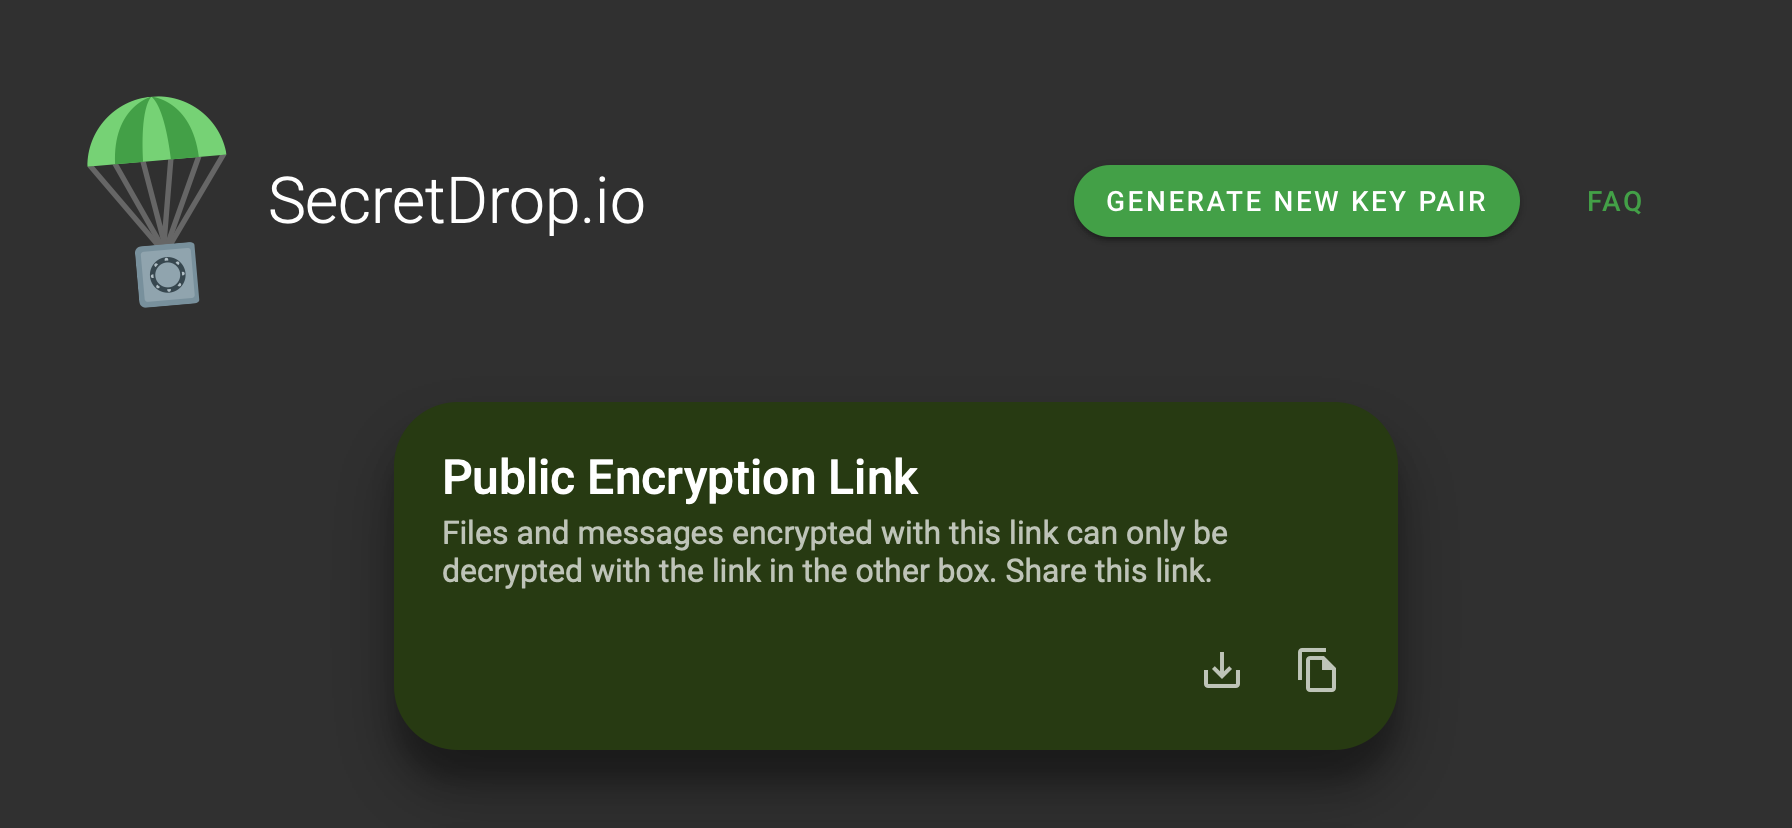 SecretDrop.io
GENERATE NEW KEY PAIR
FAQ
Public Encryption Link
Files and messages encrypted with this link can only be
decrypted with the link in the other box. Share this link.